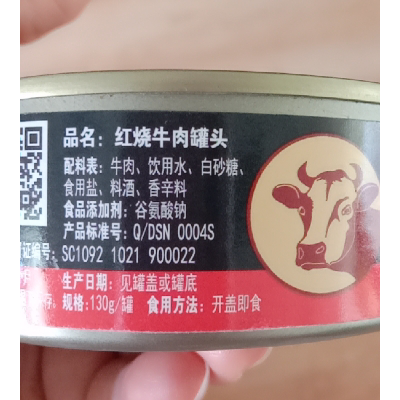 品名: 红烧牛肉罐头
配料表: 牛肉、饮用水、白砂糖、
食用盐、料酒、香辛料
食品添加剂: 谷氨酸钠
产品标准号: Q/DSN 0004S
证编号: SC1092 1021 900022
生产日期: 见罐盖或罐底
存. 规格:130g/罐 食用方法: 开盖即食